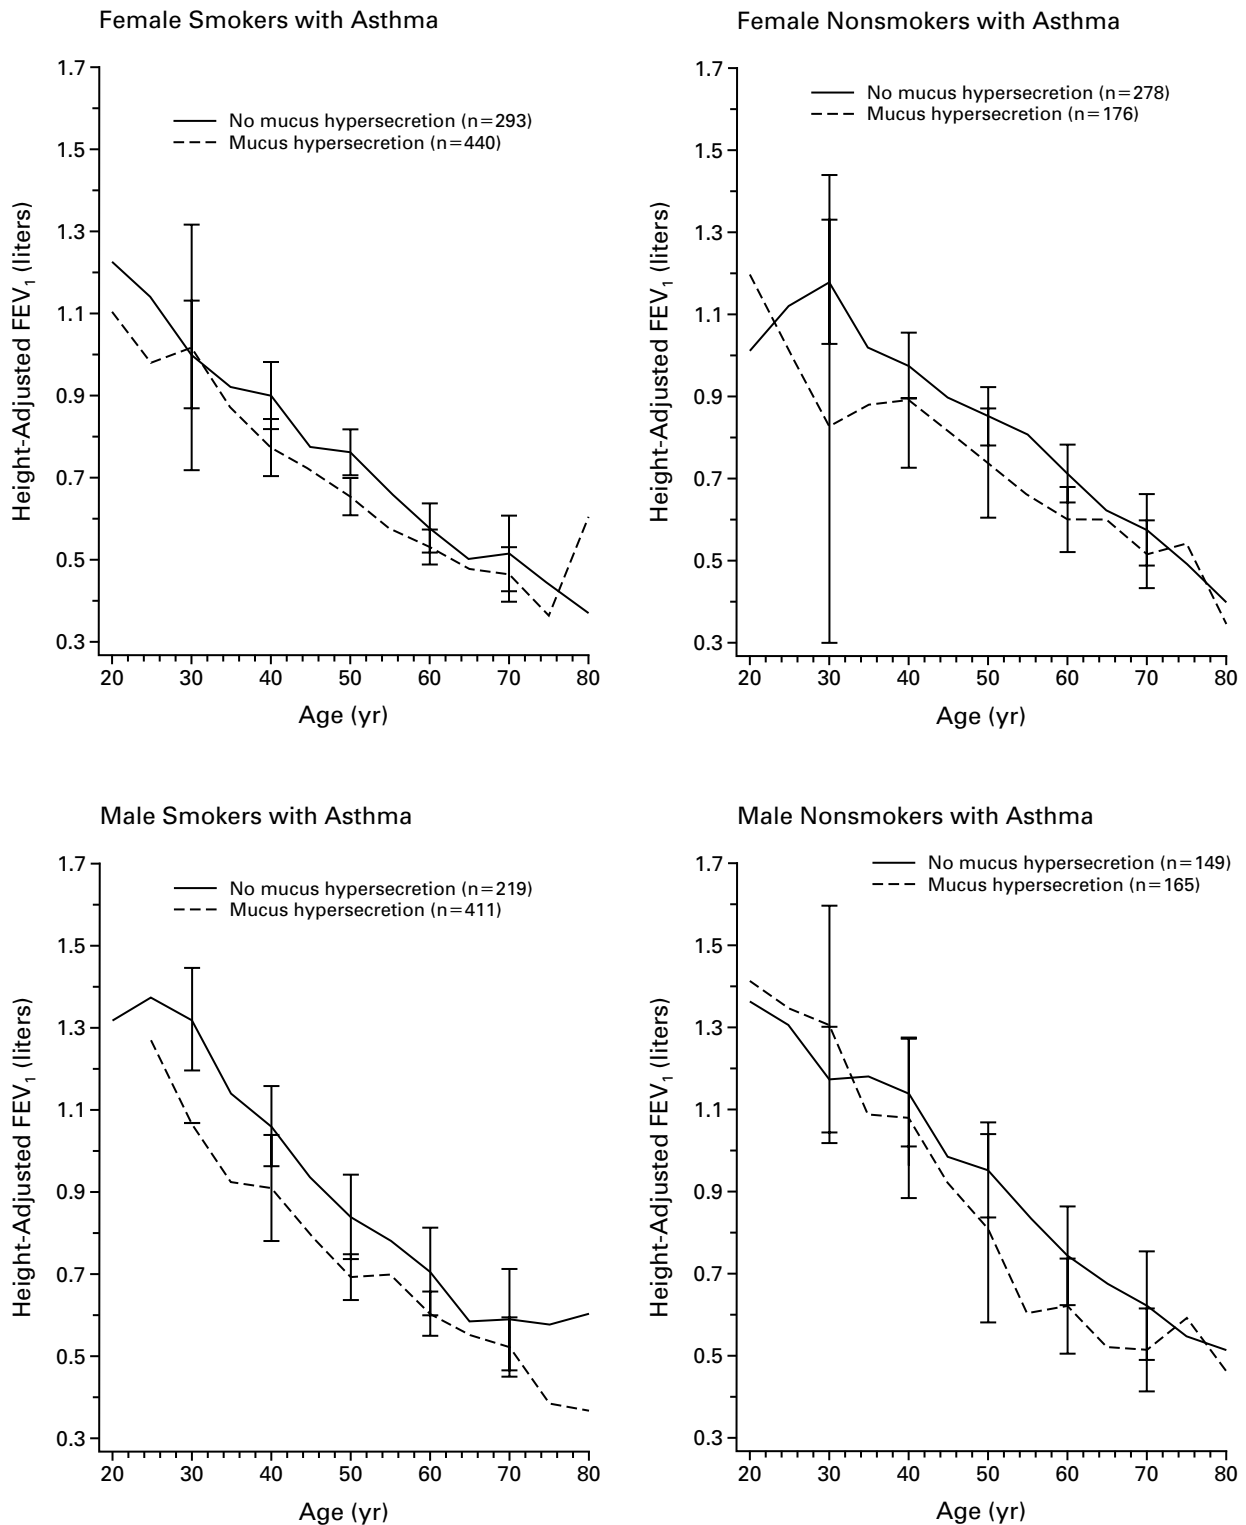 Female Smokers with Asthma
1.7
1.5
1.3
1.1
0.9
0.7
0.5
0.3
Height-Adjusted FEV1 (liters)
No mucus hypersecretion (n=293)
Mucus hypersecretion (n=440)
20 30 40 50 60 70 80
Age (yr)
Female Nonsmokers with Asthma
1.7
1.5
1.3
1.1
0.9
0.7
0.5
0.3
Height-Adjusted FEV1 (liters)
No mucus hypersecretion (n=278)
Mucus hypersecretion (n=176)
20 30 40 50 60 70 80
Age (yr)
Male Smokers with Asthma
1.7
1.5
1.3
1.1
0.9
0.7
0.5
0.3
Height-Adjusted FEV1 (liters)
No mucus hypersecretion (n=219)
Mucus hypersecretion (n=411)
20 30 40 50 60 70 80
Age (yr)
Male Nonsmokers with Asthma
1.7
1.5
1.3
1.1
0.9
0.7
0.5
0.3
Height-Adjusted FEV1 (liters)
No mucus hypersecretion (n=149)
Mucus hypersecretion (n=165)
20 30 40 50 60 70 80
Age (yr)